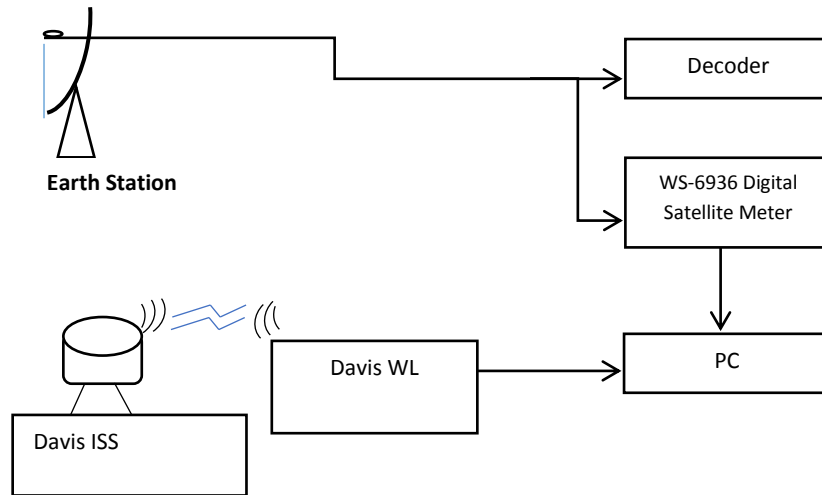 Decoder
Earth Station
WS-6936 Digital
Satellite Meter
Davis WL
PC
Davis ISS